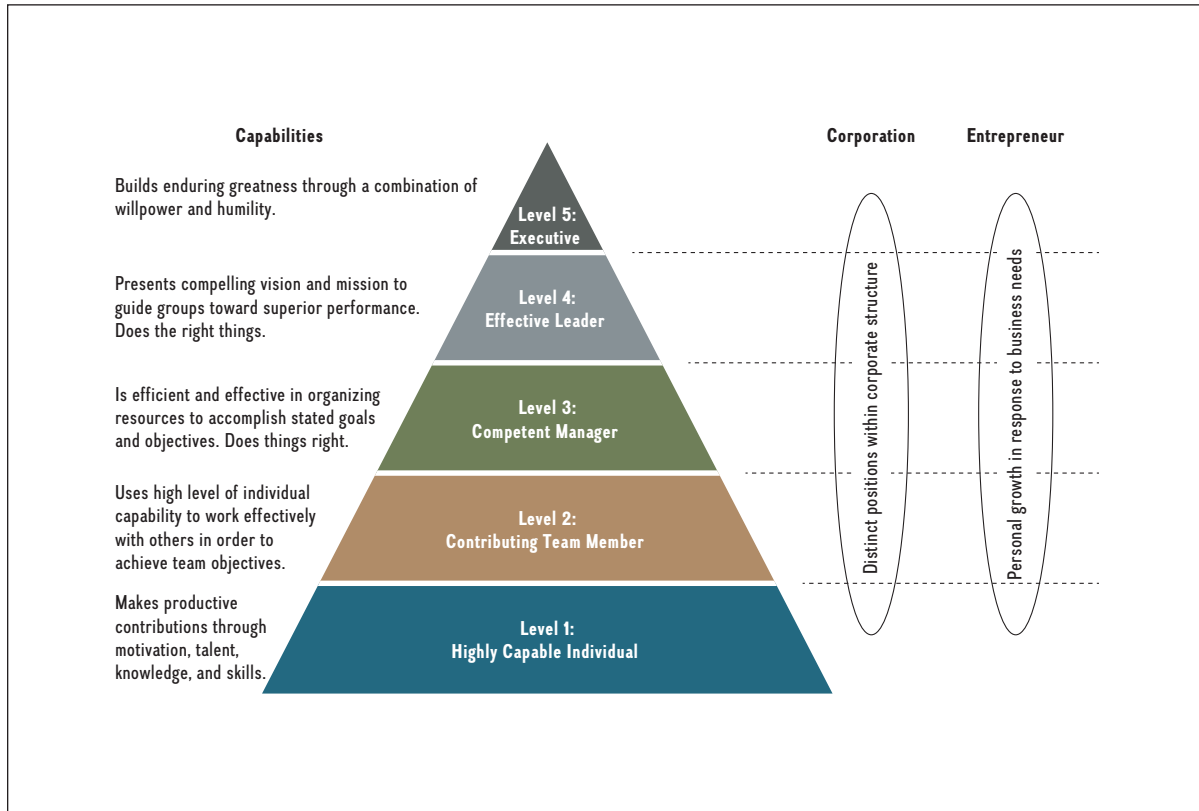 Capabilities
Corporation
Entrepreneur
Builds enduring greatness through a combination of
willpower and humility.
Level 5:
Executive
Presents compelling vision and mission to
guide groups toward superior performance.
Does the right things.
Level 4:
Effective Leader
Is efficient and effective in organizing
resources to accomplish stated goals
and objectives. Does things right.
Level 3:
Competent Manager
Uses high level of individual
capability to work effectively
with others in order to
achieve team objectives.
Level 2:
Contributing Team Member
Makes productive
contributions through
motivation, talent,
knowledge, and skills.
Level 1:
Highly Capable Individual
Distinct positions within corporate structure
Personal growth in response to business needs